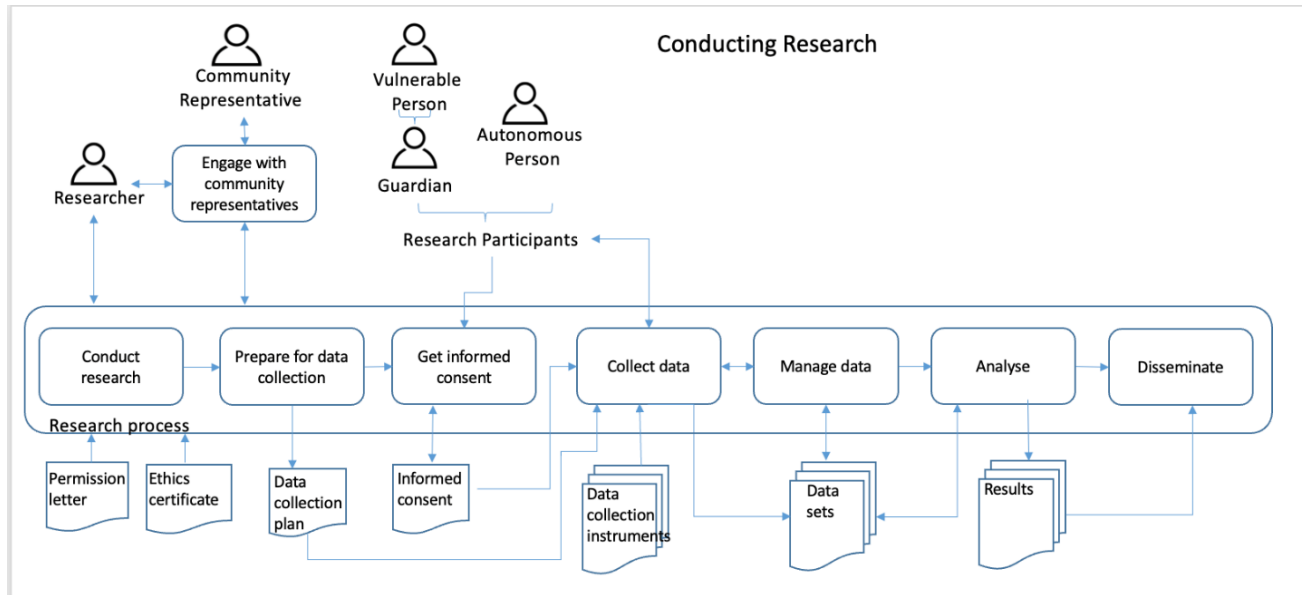 Conducting Research
Community
Representative
Vulnerable
Person
Autonomous
Person
Engage with
community
representatives
Researcher
Guardian
Research Participants
Conduct
research
Prepare for data
collection
Get informed
consent
Collect data
Manage data
Analyse
Disseminate
Research process
Permission
letter
Ethics
certificate
Data
collection
plan
Informed
consent
Data
collection
instruments
Data
sets
Results